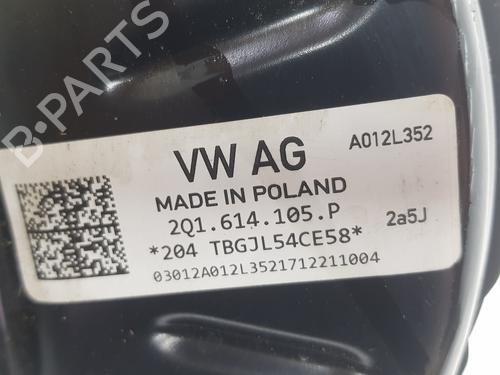 B-PARTS
VW AG
A012L352
MADE IN POLAND
2Q1.614.105.P
2a5J
*204 TBGJL54CE58*
03012A012L3521712211004